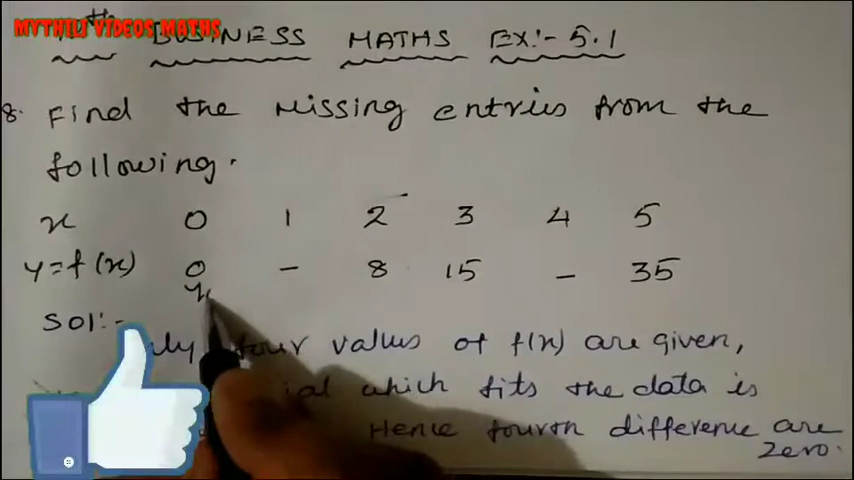 MYTHILI VIDEOS MATHS
th BUSINESS MATHS EX:- 5.1
8. Find the missing entries from the
following.
x 0 1 2 3 4 5
y=f(x) 0 - 8 15 - 35
Sol:-
four values of f(x) are given,
which fits the data is
Hence fourth difference are
zero.